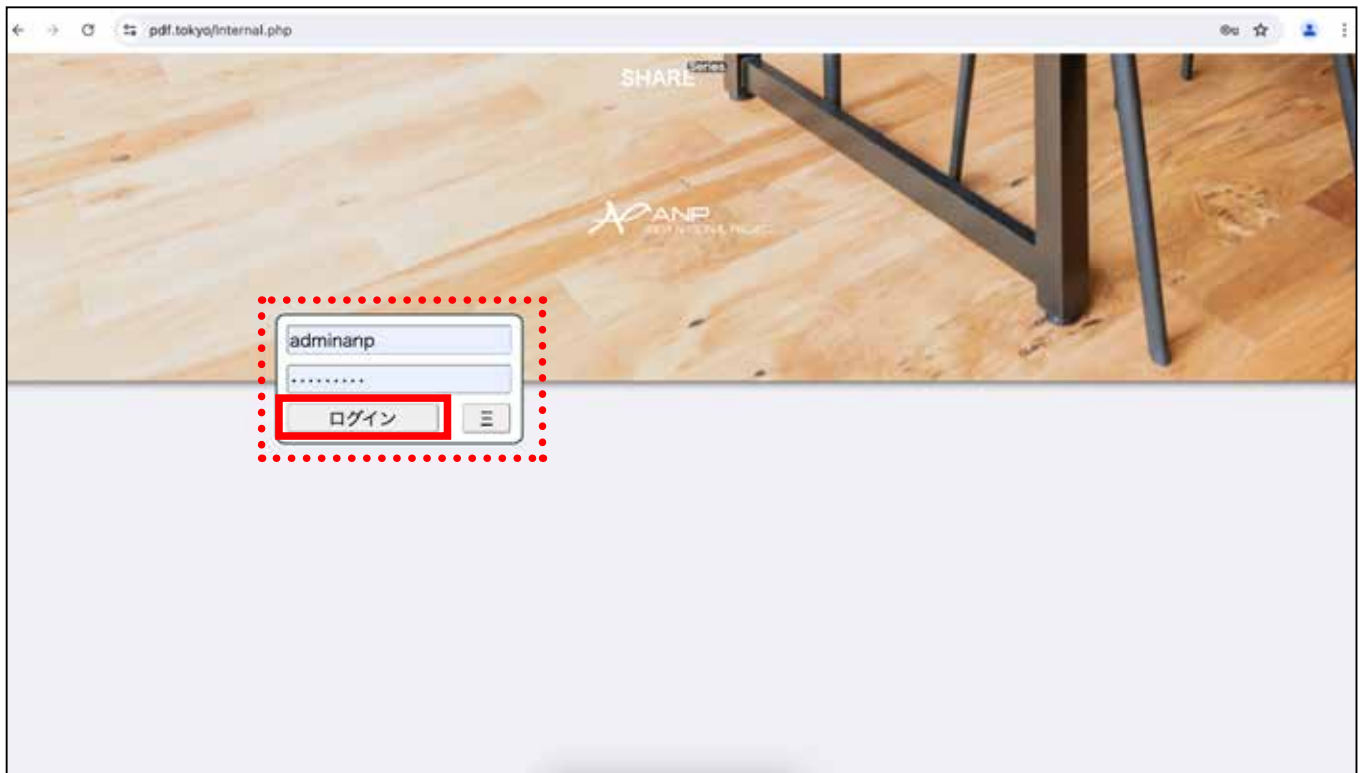 pdf.tokyo/internal.php
SHARE Series
ANP
adminanp
ログイン